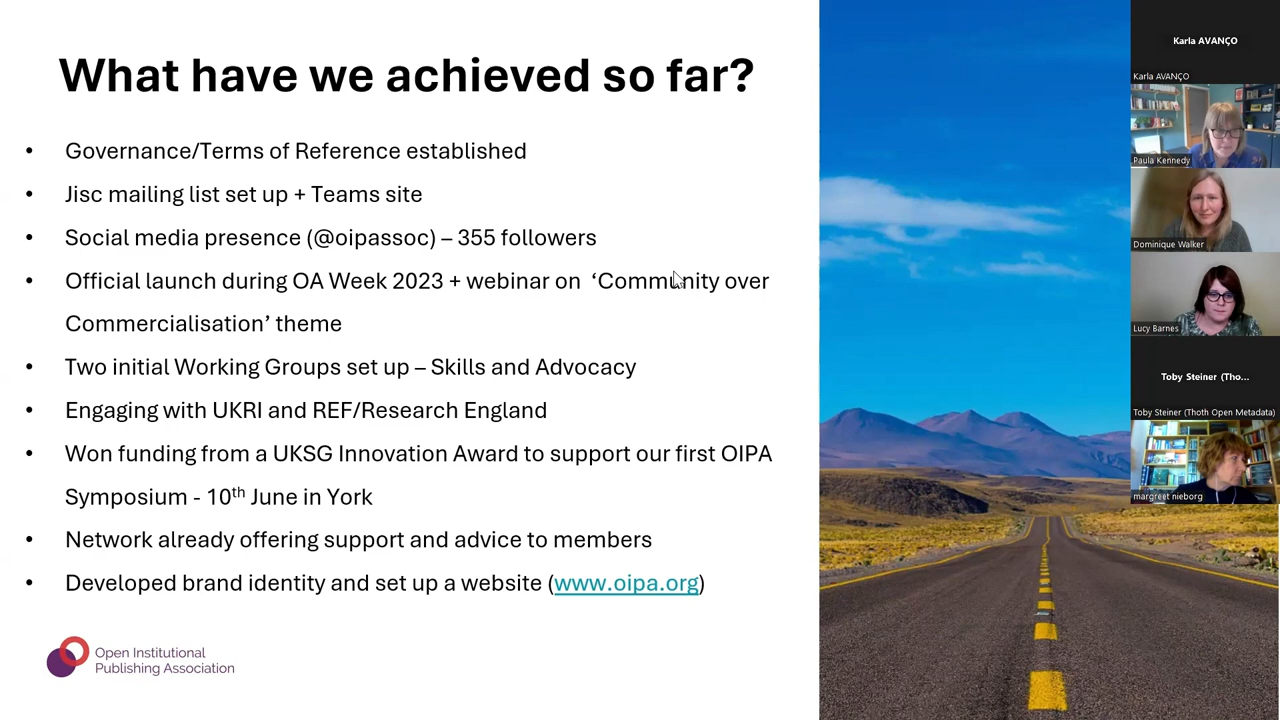 What have we achieved so far?
• Governance/Terms of Reference established
• Jisc mailing list set up + Teams site
• Social media presence (@oipassoc) – 355 followers
• Official launch during OA Week 2023 + webinar on ‘Community over
Commercialisation’ theme
• Two initial Working Groups set up – Skills and Advocacy
• Engaging with UKRI and REF/Research England
• Won funding from a UKSG Innovation Award to support our first OIPA
Symposium - 10th June in York
• Network already offering support and advice to members
• Developed brand identity and set up a website (www.oipa.org)
Open Institutional
Publishing Association
Karla AVANÇO
Karla AVANÇO
Paula Kennedy
Dominique Walker
Lucy Barnes
Toby Steiner (Tho...
Toby Steiner (Thoth Open Metadata)
margreet nieborg